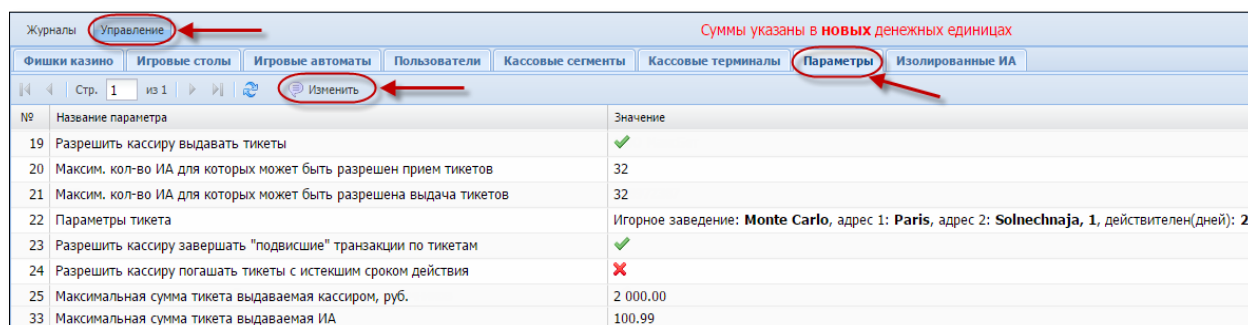 Журналы Управление Суммы указаны в новых денежных единицах
Фишки казино Игровые столы Игровые автоматы Пользователи Кассовые сегменты Кассовые терминалы Параметры Изолированные ИА
Стр. 1 из 1 Изменить
№ Название параметра Значение
19 Разрешить кассиру выдавать тикеты
20 Максим. кол-во ИА для которых может быть разрешен прием тикетов 32
21 Максим. кол-во ИА для которых может быть разрешена выдача тикетов 32
22 Параметры тикета Игорное заведение: Monte Carlo, адрес 1: Paris, адрес 2: Solnechnaja, 1, действителен(дней): 2
23 Разрешить кассиру завершать "подвисшие" транзакции по тикетам
24 Разрешить кассиру погашать тикеты с истекшим сроком действия
25 Максимальная сумма тикета выдаваемая кассиром, руб. 2 000.00
33 Максимальная сумма тикета выдаваемая ИА 100.99